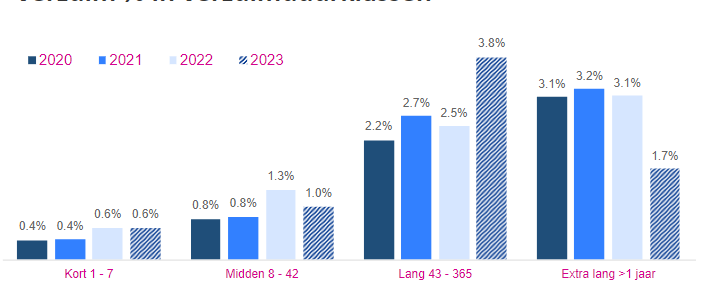 2020 2021 2022 2023
3.8%
3.1% 3.2% 3.1%
2.2% 2.7% 2.5%
1.7%
0.8% 0.8% 1.3% 1.0%
0.4% 0.4% 0.6% 0.6%
Kort 1 - 7 Midden 8 - 42 Lang 43 - 365 Extra lang >1 jaar